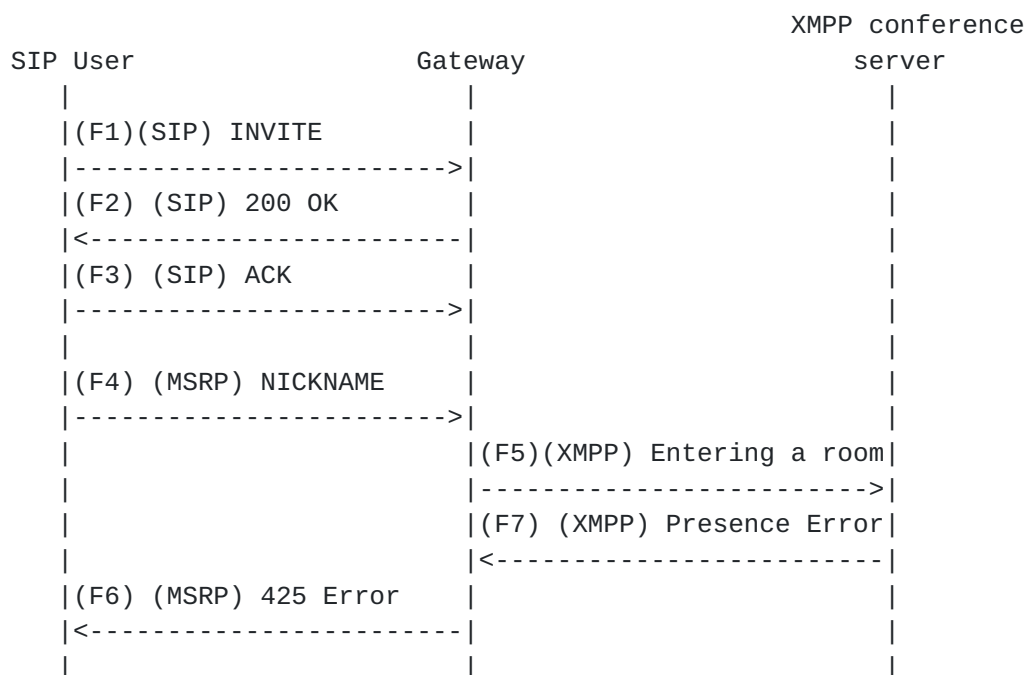 XMPP conference
SIP User                  Gateway                     server
   |                         |                          |
   |(F1)(SIP) INVITE         |                          |
   |------------------------>|                          |
   |(F2) (SIP) 200 OK        |                          |
   |<------------------------|                          |
   |(F3) (SIP) ACK           |                          |
   |------------------------>|                          |
   |                         |                          |
   |(F4) (MSRP) NICKNAME     |                          |
   |------------------------>|                          |
   |                         |(F5)(XMPP) Entering a room|
   |                         |------------------------->|
   |                         |(F7) (XMPP) Presence Error|
   |                         |<-------------------------|
   |(F6) (MSRP) 425 Error    |                          |
   |<------------------------|                          |
   |                         |                          |